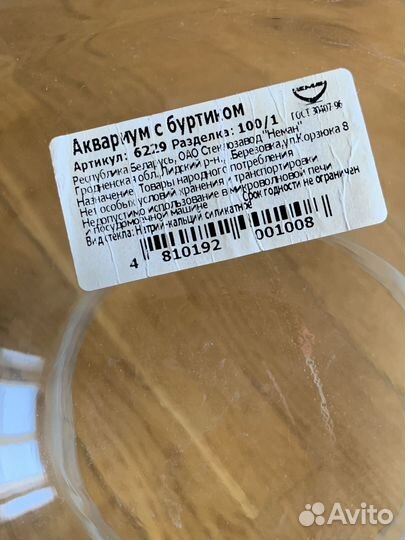 Аквариум с буртиком
Артикул: 6229 Разделка: 100/1
НЕМАН
ГОСТ 30407-96
Республика Беларусь, ОАО Стеклозавод "Неман"
Гродненская обл., Лидский р-н, г.Березовка, ул.Корзюка 8
Назначение: Товары народного потребления
Нет особых условий хранения и транспортировки
Недопустимо использование в микроволновой печи
и посудомоечной машине
Срок годности не ограничен
Вид стекла: Натрий-кальций силикатное
4 810192 001008
Avito